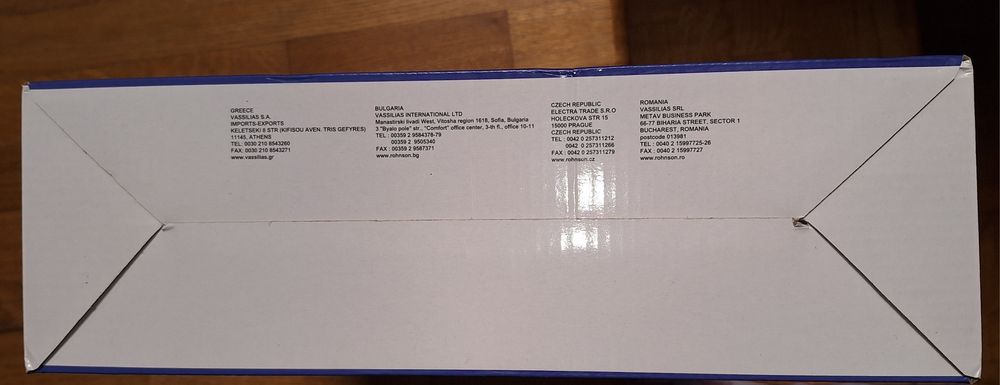 GREECE
VASSILIAS S.A.
IMPORTS-EXPORTS
KELETSEKI 8 STR (KIFISOU AVEN. TRIS GEFYRES)
11145, ATHENS
TEL: 0030 210 8543260
FAX: 0030 210 8543271
www.vassilias.gr
BULGARIA
VASSILIAS INTERNATIONAL LTD
Manastirski livadi West, Vitosha region 1618, Sofia, Bulgaria
3 "Byalo pole" str., "Comfort" office center, 3-th fl., office 10-11
TEL : 00359 2 9584378-79
00359 2 9505340
FAX : 00359 2 9587371
www.rohnson.bg
CZECH REPUBLIC
ELECTRA TRADE S.R.O
HOLECKOVA STR 15
15000 PRAGUE
CZECH REPUBLIC
TEL : 0042 0 257311212
0042 0 257311266
FAX : 0042 0 257311279
www.rohnson.cz
ROMANIA
VASSILIAS SRL
METAV BUSINESS PARK
66-77 BIHARIA STREET, SECTOR 1
BUCHAREST, ROMANIA
postcode 013981
TEL : 0040 2 15997725-26
FAX : 0040 2 15997727
www.rohnson.ro